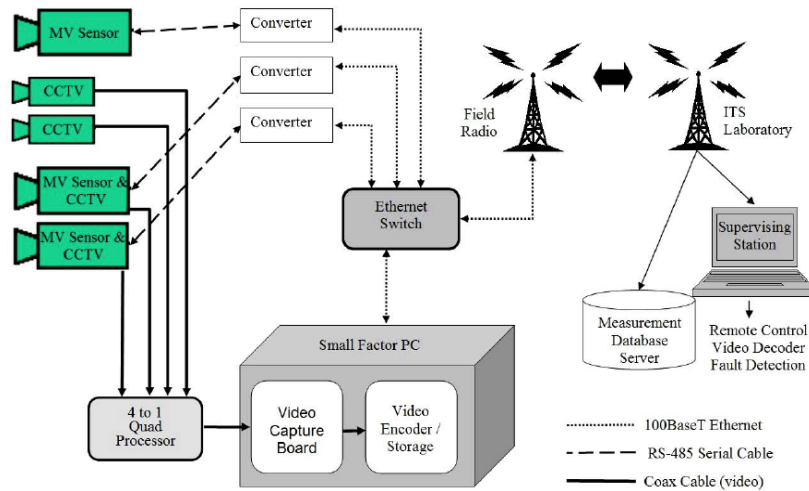 MV Sensor
Converter
CCTV
Converter
CCTV
Converter
MV Sensor &
CCTV
MV Sensor &
CCTV
Field
Radio
ITS
Laboratory
Ethernet
Switch
Supervising
Station
Measurement
Database
Server
Remote Control
Video Decoder
Fault Detection
Small Factor PC
4 to 1
Quad
Processor
Video
Capture
Board
Video
Encoder /
Storage
100BaseT Ethernet
RS-485 Serial Cable
Coax Cable (video)